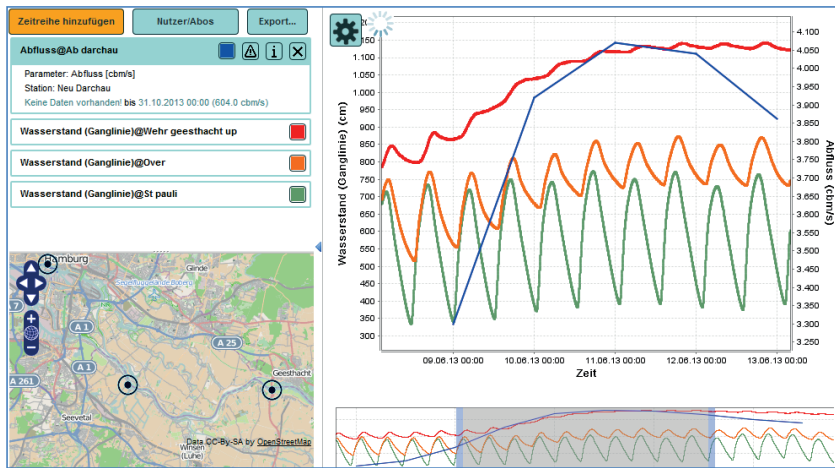 Zeitreihe hinzufügen
Nutzer/Abos
Export...
Abfluss@Ab darchau
Parameter: Abfluss [cbm/s]
Station: Neu Darchau
Keine Daten vorhanden! bis 31.10.2013 00:00 (604.0 cbm/s)
Wasserstand (Ganglinie)@Wehr geesthacht up
Wasserstand (Ganglinie)@Over
Wasserstand (Ganglinie)@St pauli
Hamburg
Glinde
7
A 1
A 25
A 1
A 261
Geesthacht
Seevetal
Winsen
(Luhe)
Data CC-By-SA by OpenStreetMap
Wasserstand (Ganglinie) (cm)
1.150
1.100
1.050
1.000
950
900
850
800
750
700
650
600
550
500
450
400
350
300
4.100
4.050
4.000
3.950
3.900
3.850
3.800
3.750
3.700
3.650
3.600
3.550
3.500
3.450
3.400
3.350
3.300
3.250
Abfluss (cbm/s)
09.06.13 00:00
10.06.13 00:00
11.06.13 00:00
12.06.13 00:00
13.06.13 00:00
Zeit